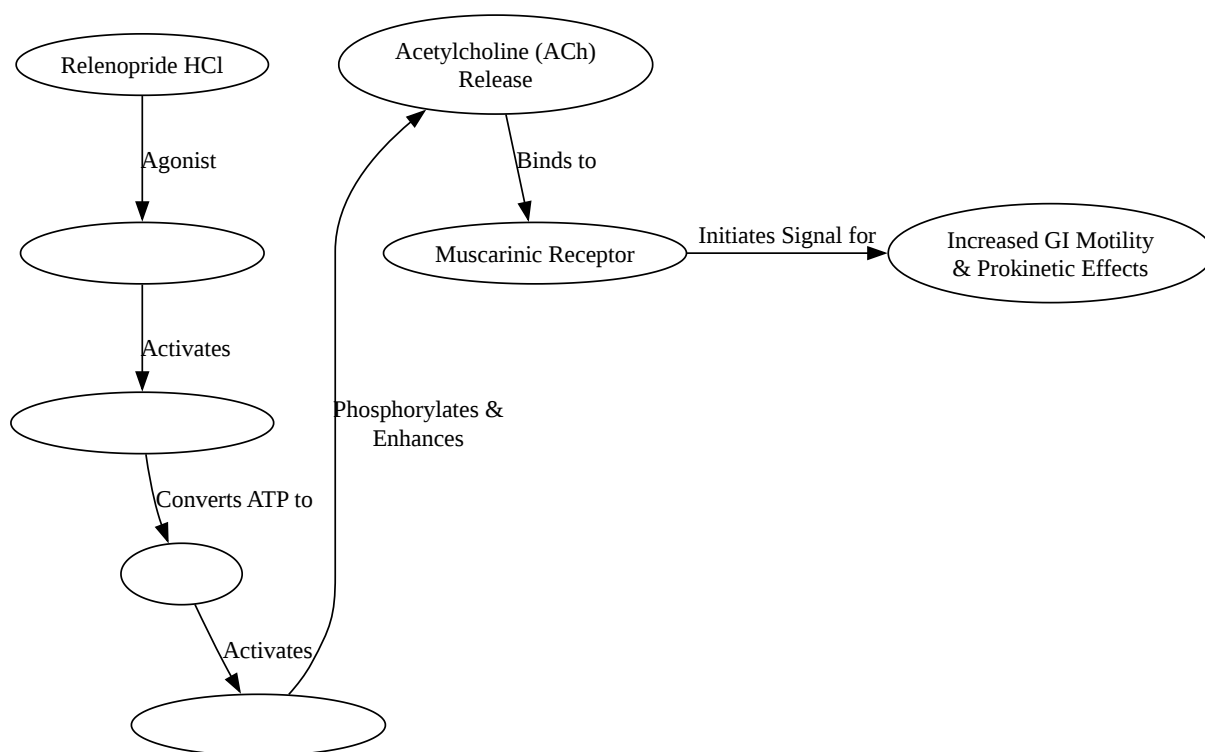 Relenopride HCl
Agonist
Activates
Converts ATP to
Activates
Phosphorylates &
Enhances
Acetylcholine (ACh)
Release
Binds to
Muscarinic Receptor
Initiates Signal for
Increased GI Motility
& Prokinetic Effects